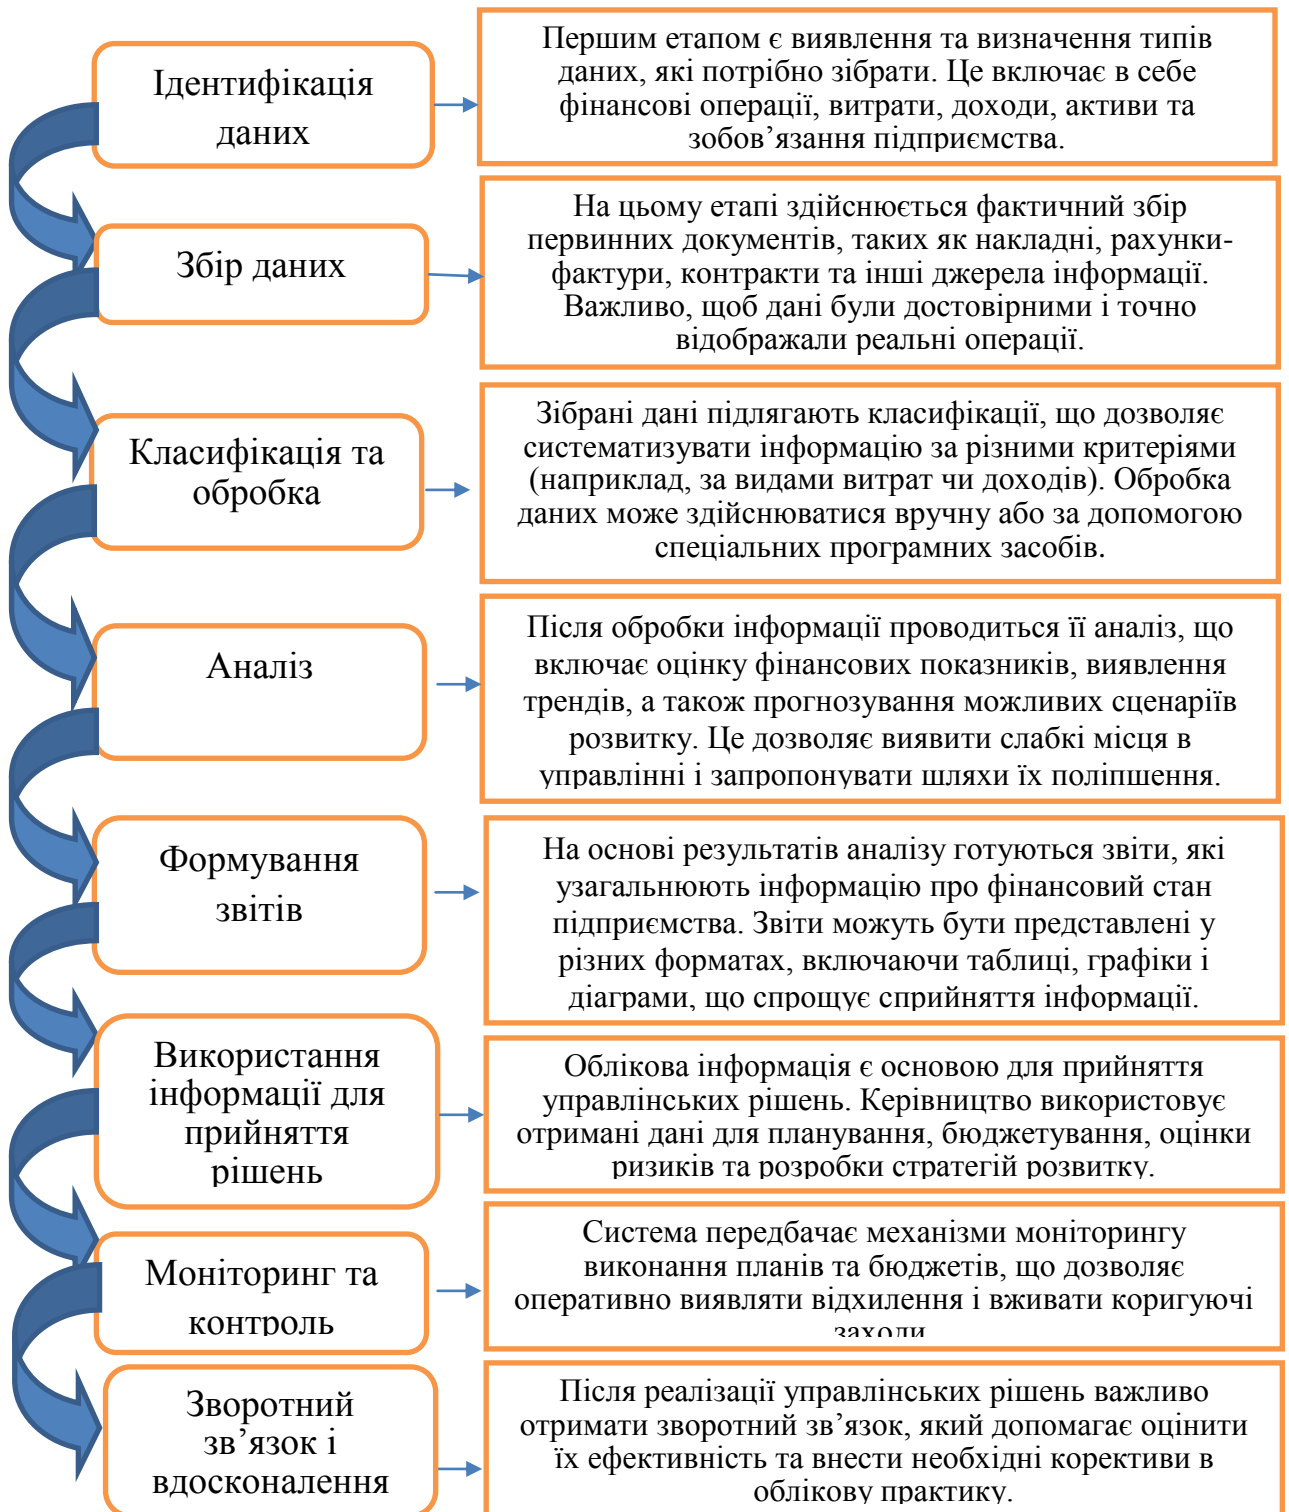 Ідентифікація
даних
Першим етапом є виявлення та визначення типів
даних, які потрібно зібрати. Це включає в себе
фінансові операції, витрати, доходи, активи та
зобов’язання підприємства.
Збір даних
На цьому етапі здійснюється фактичний збір
первинних документів, таких як накладні, рахунки-
фактури, контракти та інші джерела інформації.
Важливо, щоб дані були достовірними і точно
відображали реальні операції.
Класифікація та
обробка
Зібрані дані підлягають класифікації, що дозволяє
систематизувати інформацію за різними критеріями
(наприклад, за видами витрат чи доходів). Обробка
даних може здійснюватися вручну або за допомогою
спеціальних програмних засобів.
Аналіз
Після обробки інформації проводиться її аналіз, що
включає оцінку фінансових показників, виявлення
трендів, а також прогнозування можливих сценаріїв
розвитку. Це дозволяє виявити слабкі місця в
управлінні і запропонувати шляхи їх поліпшення.
Формування
звітів
На основі результатів аналізу готуються звіти, які
узагальнюють інформацію про фінансовий стан
підприємства. Звіти можуть бути представлені у
різних форматах, включаючи таблиці, графіки і
діаграми, що спрощує сприйняття інформації.
Використання
інформації для
прийняття
рішень
Облікова інформація є основою для прийняття
управлінських рішень. Керівництво використовує
отримані дані для планування, бюджетування, оцінки
ризиків та розробки стратегій розвитку.
Моніторинг та
контроль
Система передбачає механізми моніторингу
виконання планів та бюджетів, що дозволяє
оперативно виявляти відхилення і вживати коригуючі
заходи.
Зворотний
зв’язок і
вдосконалення
Після реалізації управлінських рішень важливо
отримати зворотний зв’язок, який допомагає оцінити
їх ефективність та внести необхідні корективи в
облікову практику.